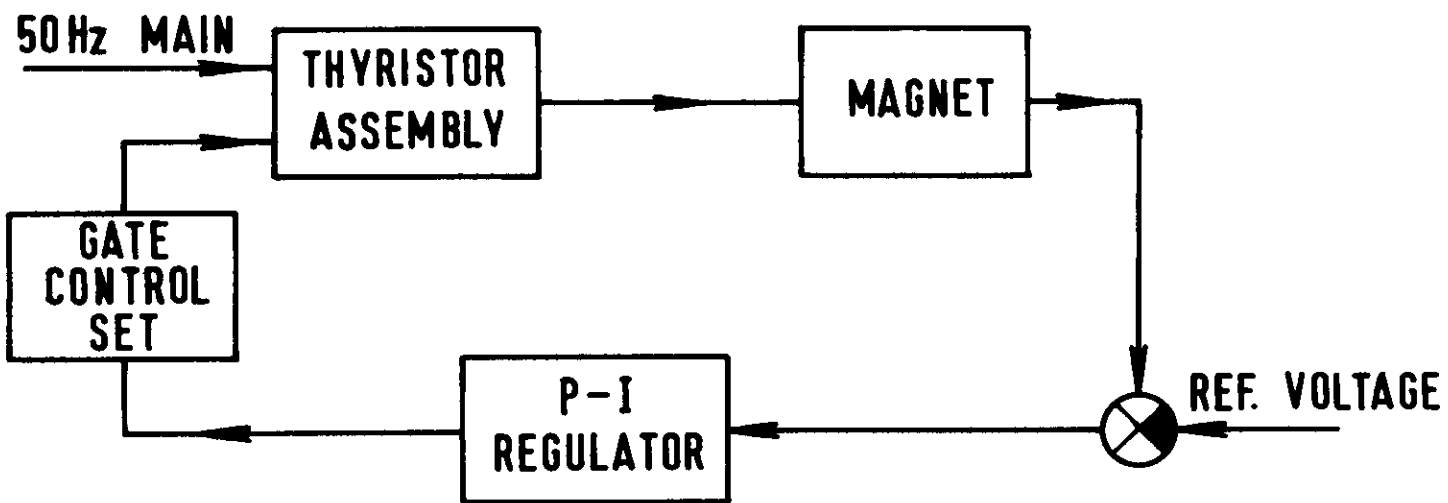 50Hz MAIN
THYRISTOR
ASSEMBLY
MAGNET
GATE
CONTROL
SET
P-I
REGULATOR
REF. VOLTAGE